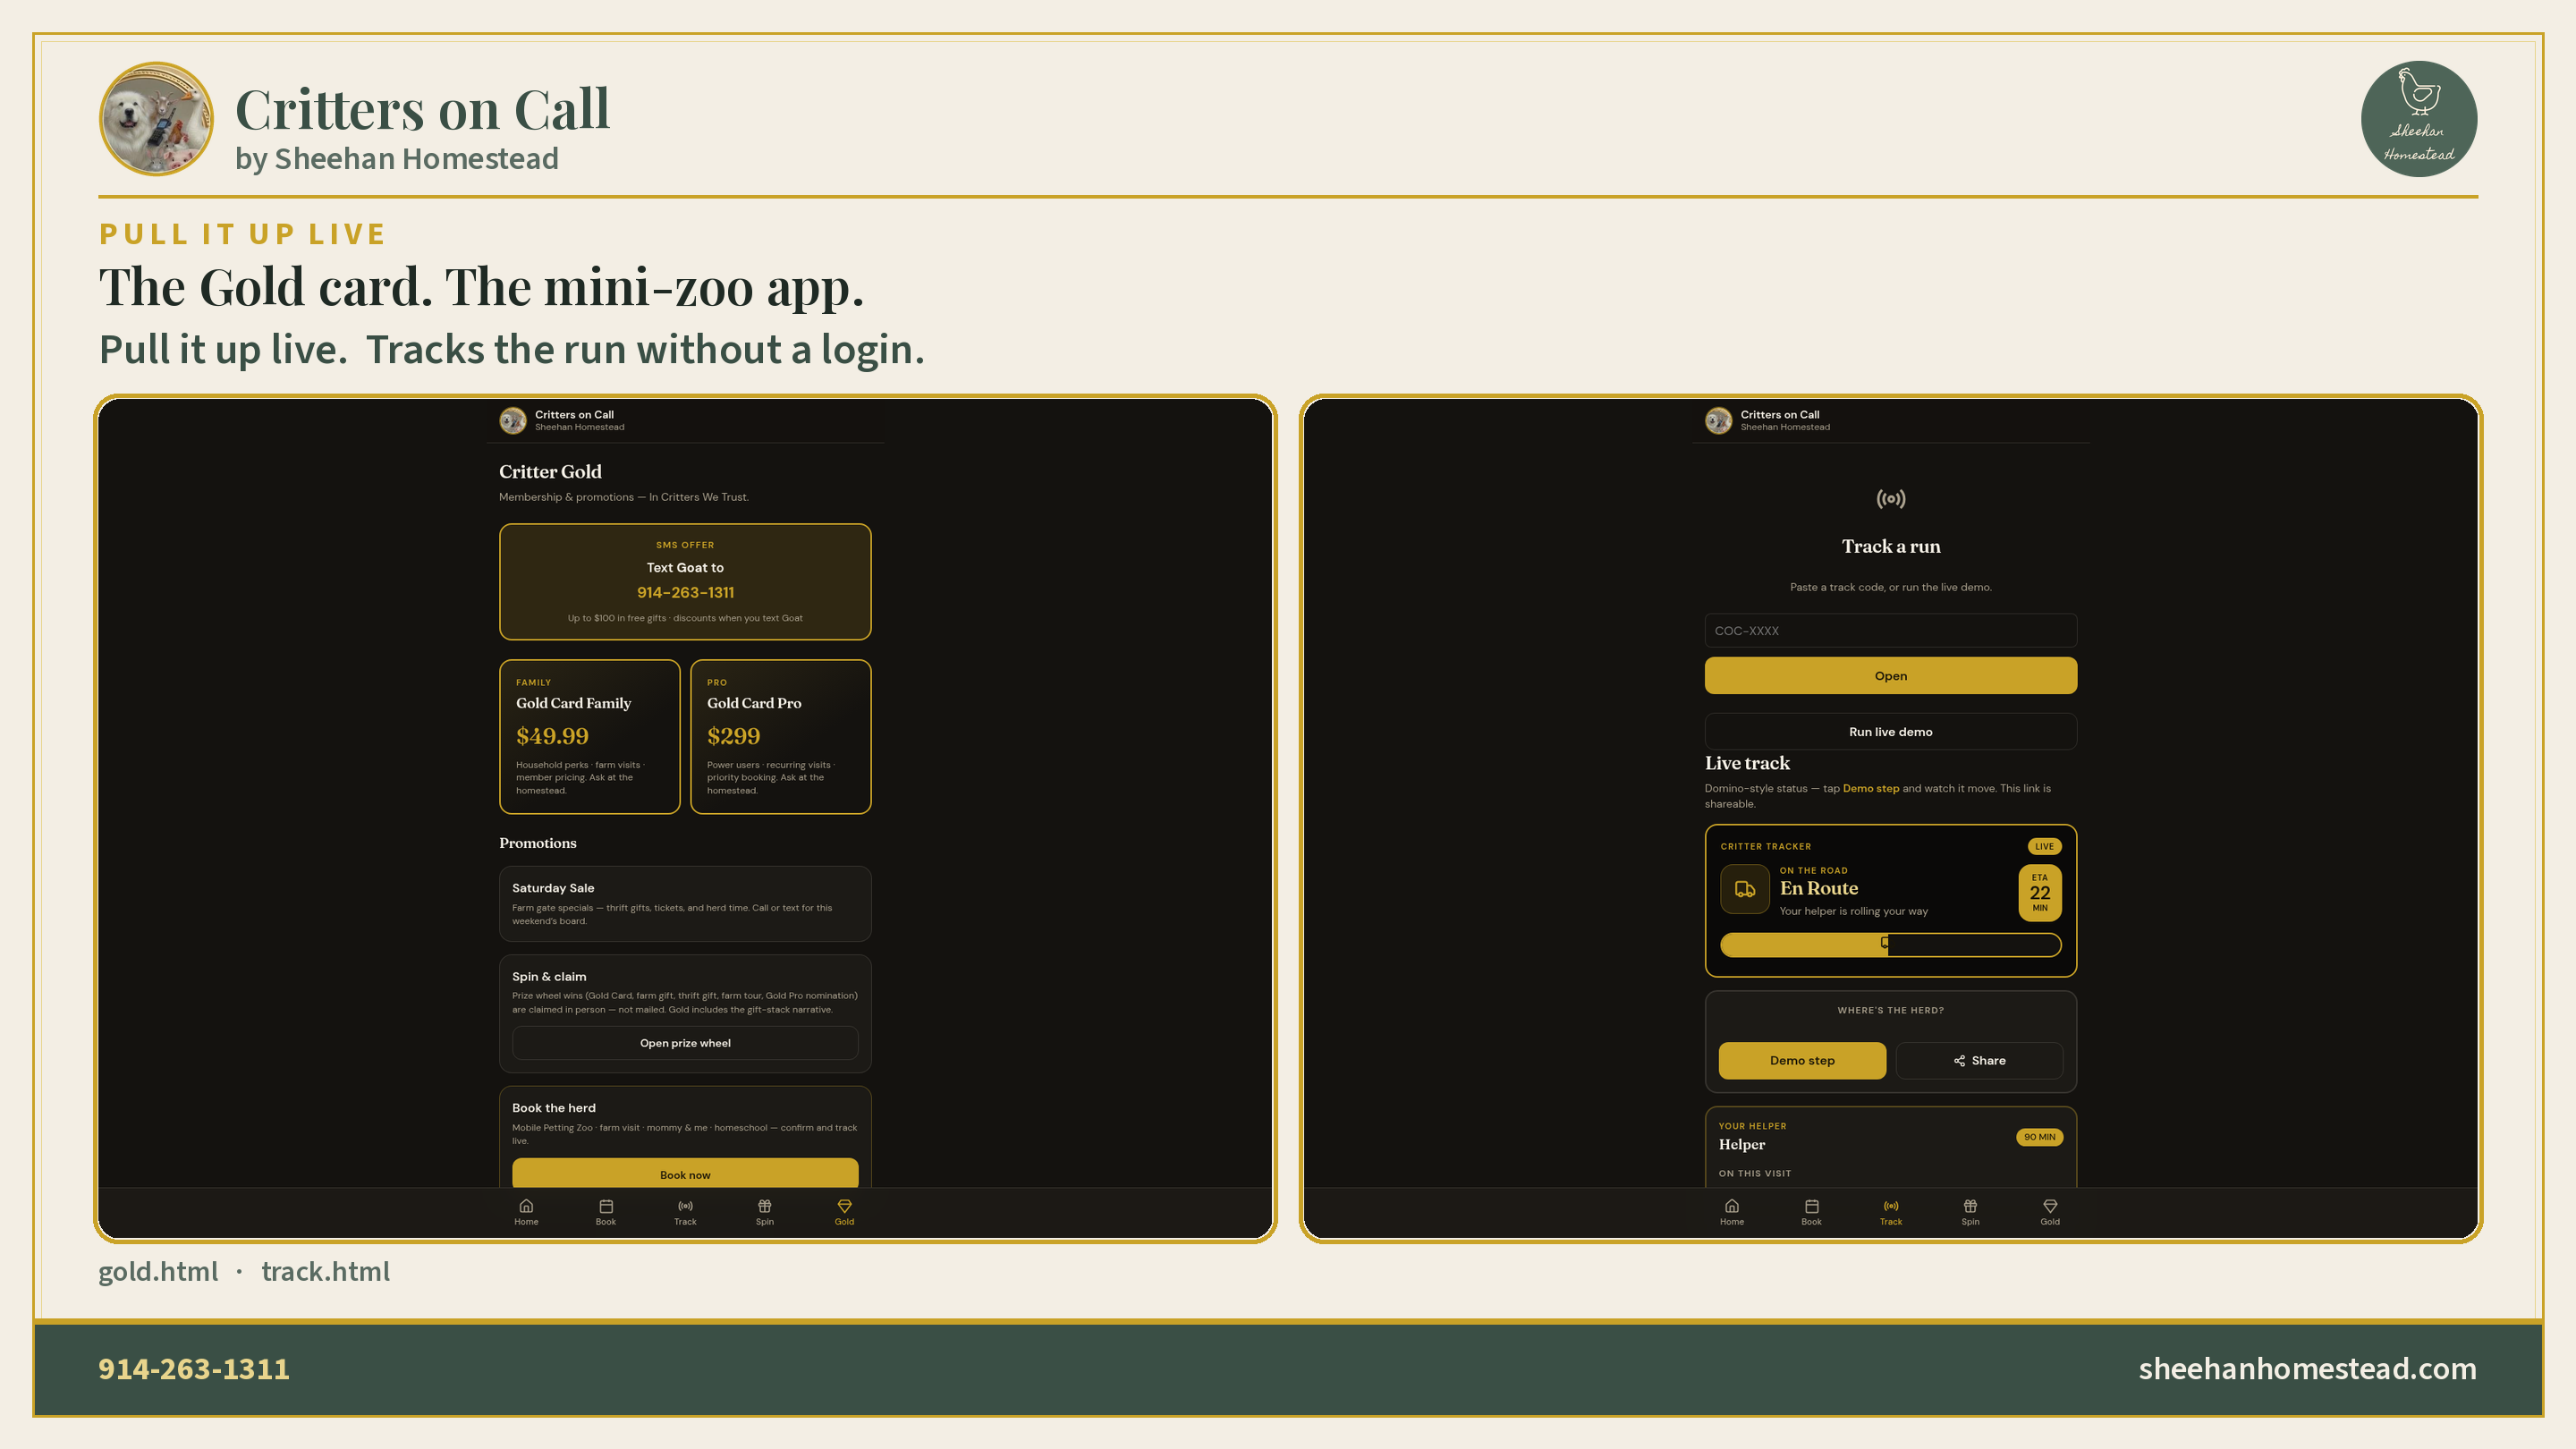 Critters on Call
by Sheehan Homestead
Sheehan
Homestead
PULL IT UP LIVE
The Gold card. The mini-zoo app.
Pull it up live. Tracks the run without a login.
Critters on Call
Sheehan Homestead
Critter Gold
Membership & promotions — In Critters We Trust.
SMS OFFER
Text Goat to
914-263-1311
Up to $100 in free gifts · discounts when you text Goat
FAMILY
Gold Card Family
$49.99
Household perks · farm visits ·
member pricing. Ask at the
homestead.
PRO
Gold Card Pro
$299
Power users · recurring visits ·
priority booking. Ask at the
homestead.
Promotions
Saturday Sale
Farm gate specials — thrift gifts, tickets, and herd time. Call or text for this
weekend's board.
Spin & claim
Prize wheel wins (Gold Card, farm gift, thrift gift, farm tour, Gold Pro nomination)
are claimed in person — not mailed. Gold includes the gift-stack narrative.
Open prize wheel
Book the herd
Mobile Petting Zoo · farm visit · mommy & me · homeschool — confirm and track
live.
Book now
Home
Book
Track
Spin
Gold
Critters on Call
Sheehan Homestead
Track a run
Paste a track code, or run the live demo.
COC-XXXX
Open
Run live demo
Live track
Domino-style status — tap Demo step and watch it move. This link is
shareable.
CRITTER TRACKER
LIVE
ON THE ROAD
En Route
Your helper is rolling your way
ETA
22
MIN
WHERE'S THE HERD?
Demo step
Share
YOUR HELPER
Helper
90 MIN
ON THIS VISIT
Home
Book
Track
Spin
Gold
gold.html · track.html
914-263-1311
sheehanhomestead.com